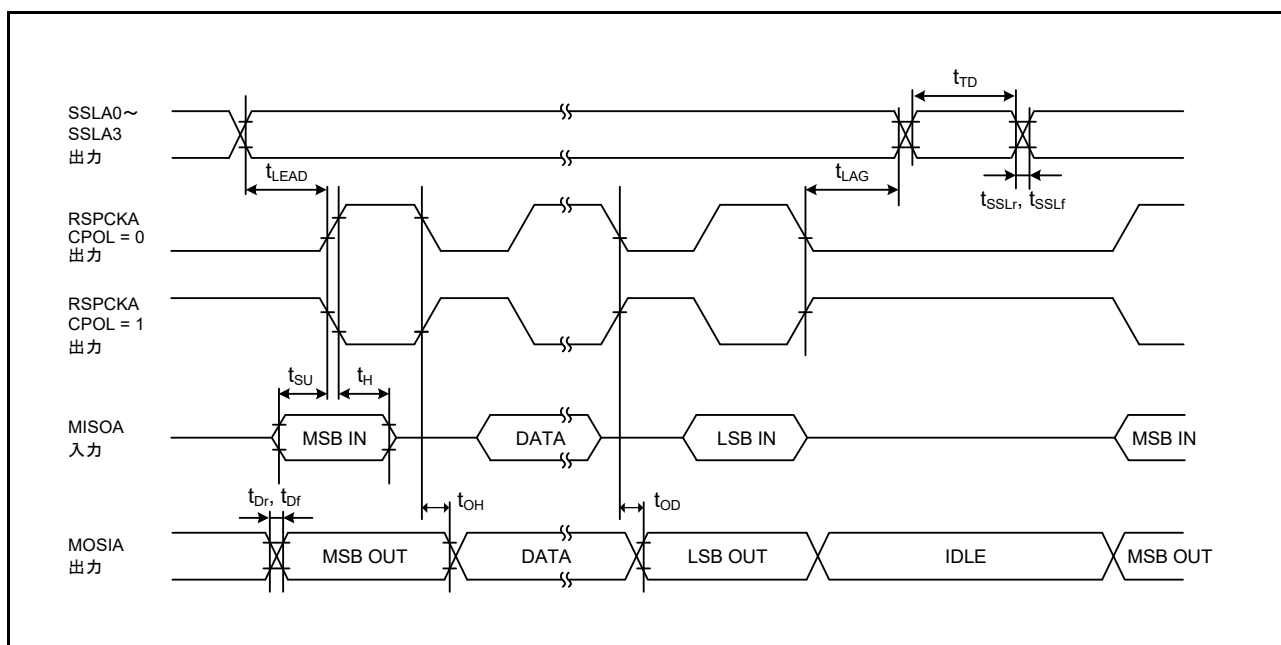 SSLA0～
SSLA3
出力
tTD
tLEAD
tLAG
tSSLr, tSSLf
RSPCKA
CPOL = 0
出力
RSPCKA
CPOL = 1
出力
tSU
tH
MISOA
入力
MSB IN
DATA
LSB IN
MSB IN
tDr, tDf
tOH
tOD
MOSIA
出力
MSB OUT
DATA
LSB OUT
IDLE
MSB OUT